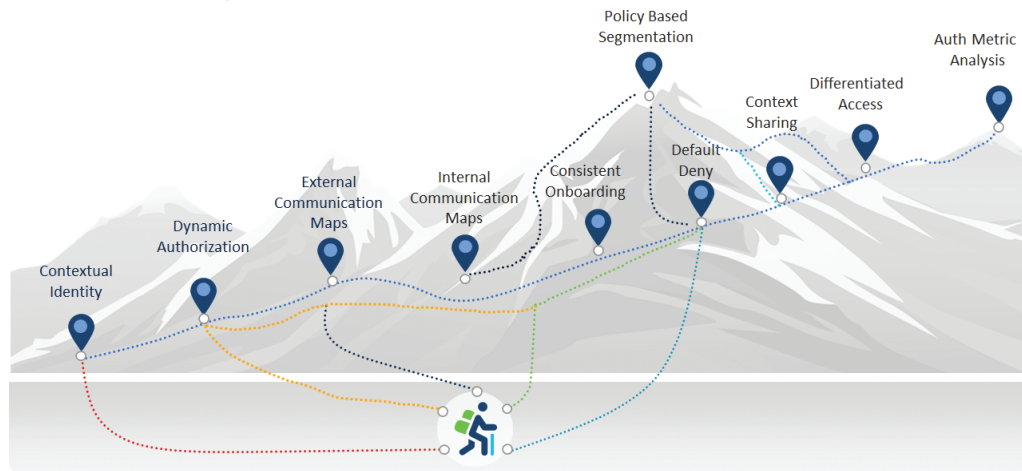 Policy Based
Segmentation
Auth Metric
Analysis
Differentiated
Access
Context
Sharing
Default
Deny
Consistent
Onboarding
Internal
Communication
Maps
External
Communication
Maps
Dynamic
Authorization
Contextual
Identity